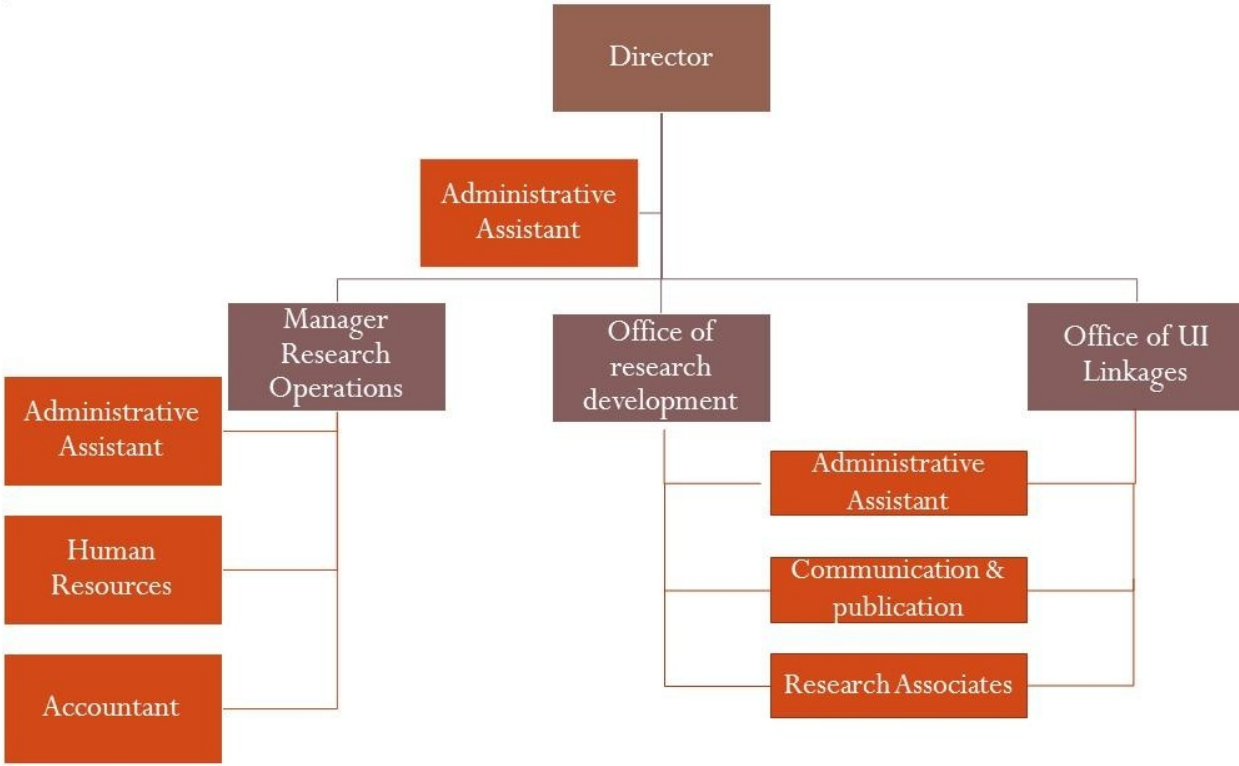 Director
Administrative
Assistant
Manager
Research
Operations
Office of
research
development
Office of UI
Linkages
Administrative
Assistant
Human
Resources
Accountant
Administrative
Assistant
Communication &
publication
Research Associates